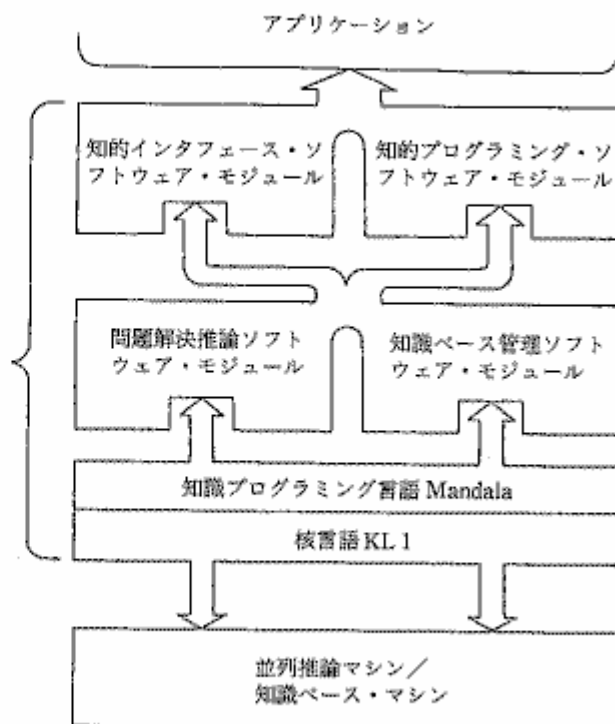 アプリケーション
知的インタフェース・ソ
フトウェア・モジュール
知的プログラミング・ソ
フトウェア・モジュール
問題解決推論ソフト
ウェア・モジュール
知識ベース管理ソフト
ウェア・モジュール
知識プログラミング言語 Mandala
核言語 KL 1
並列推論マシン／
知識ベース・マシン